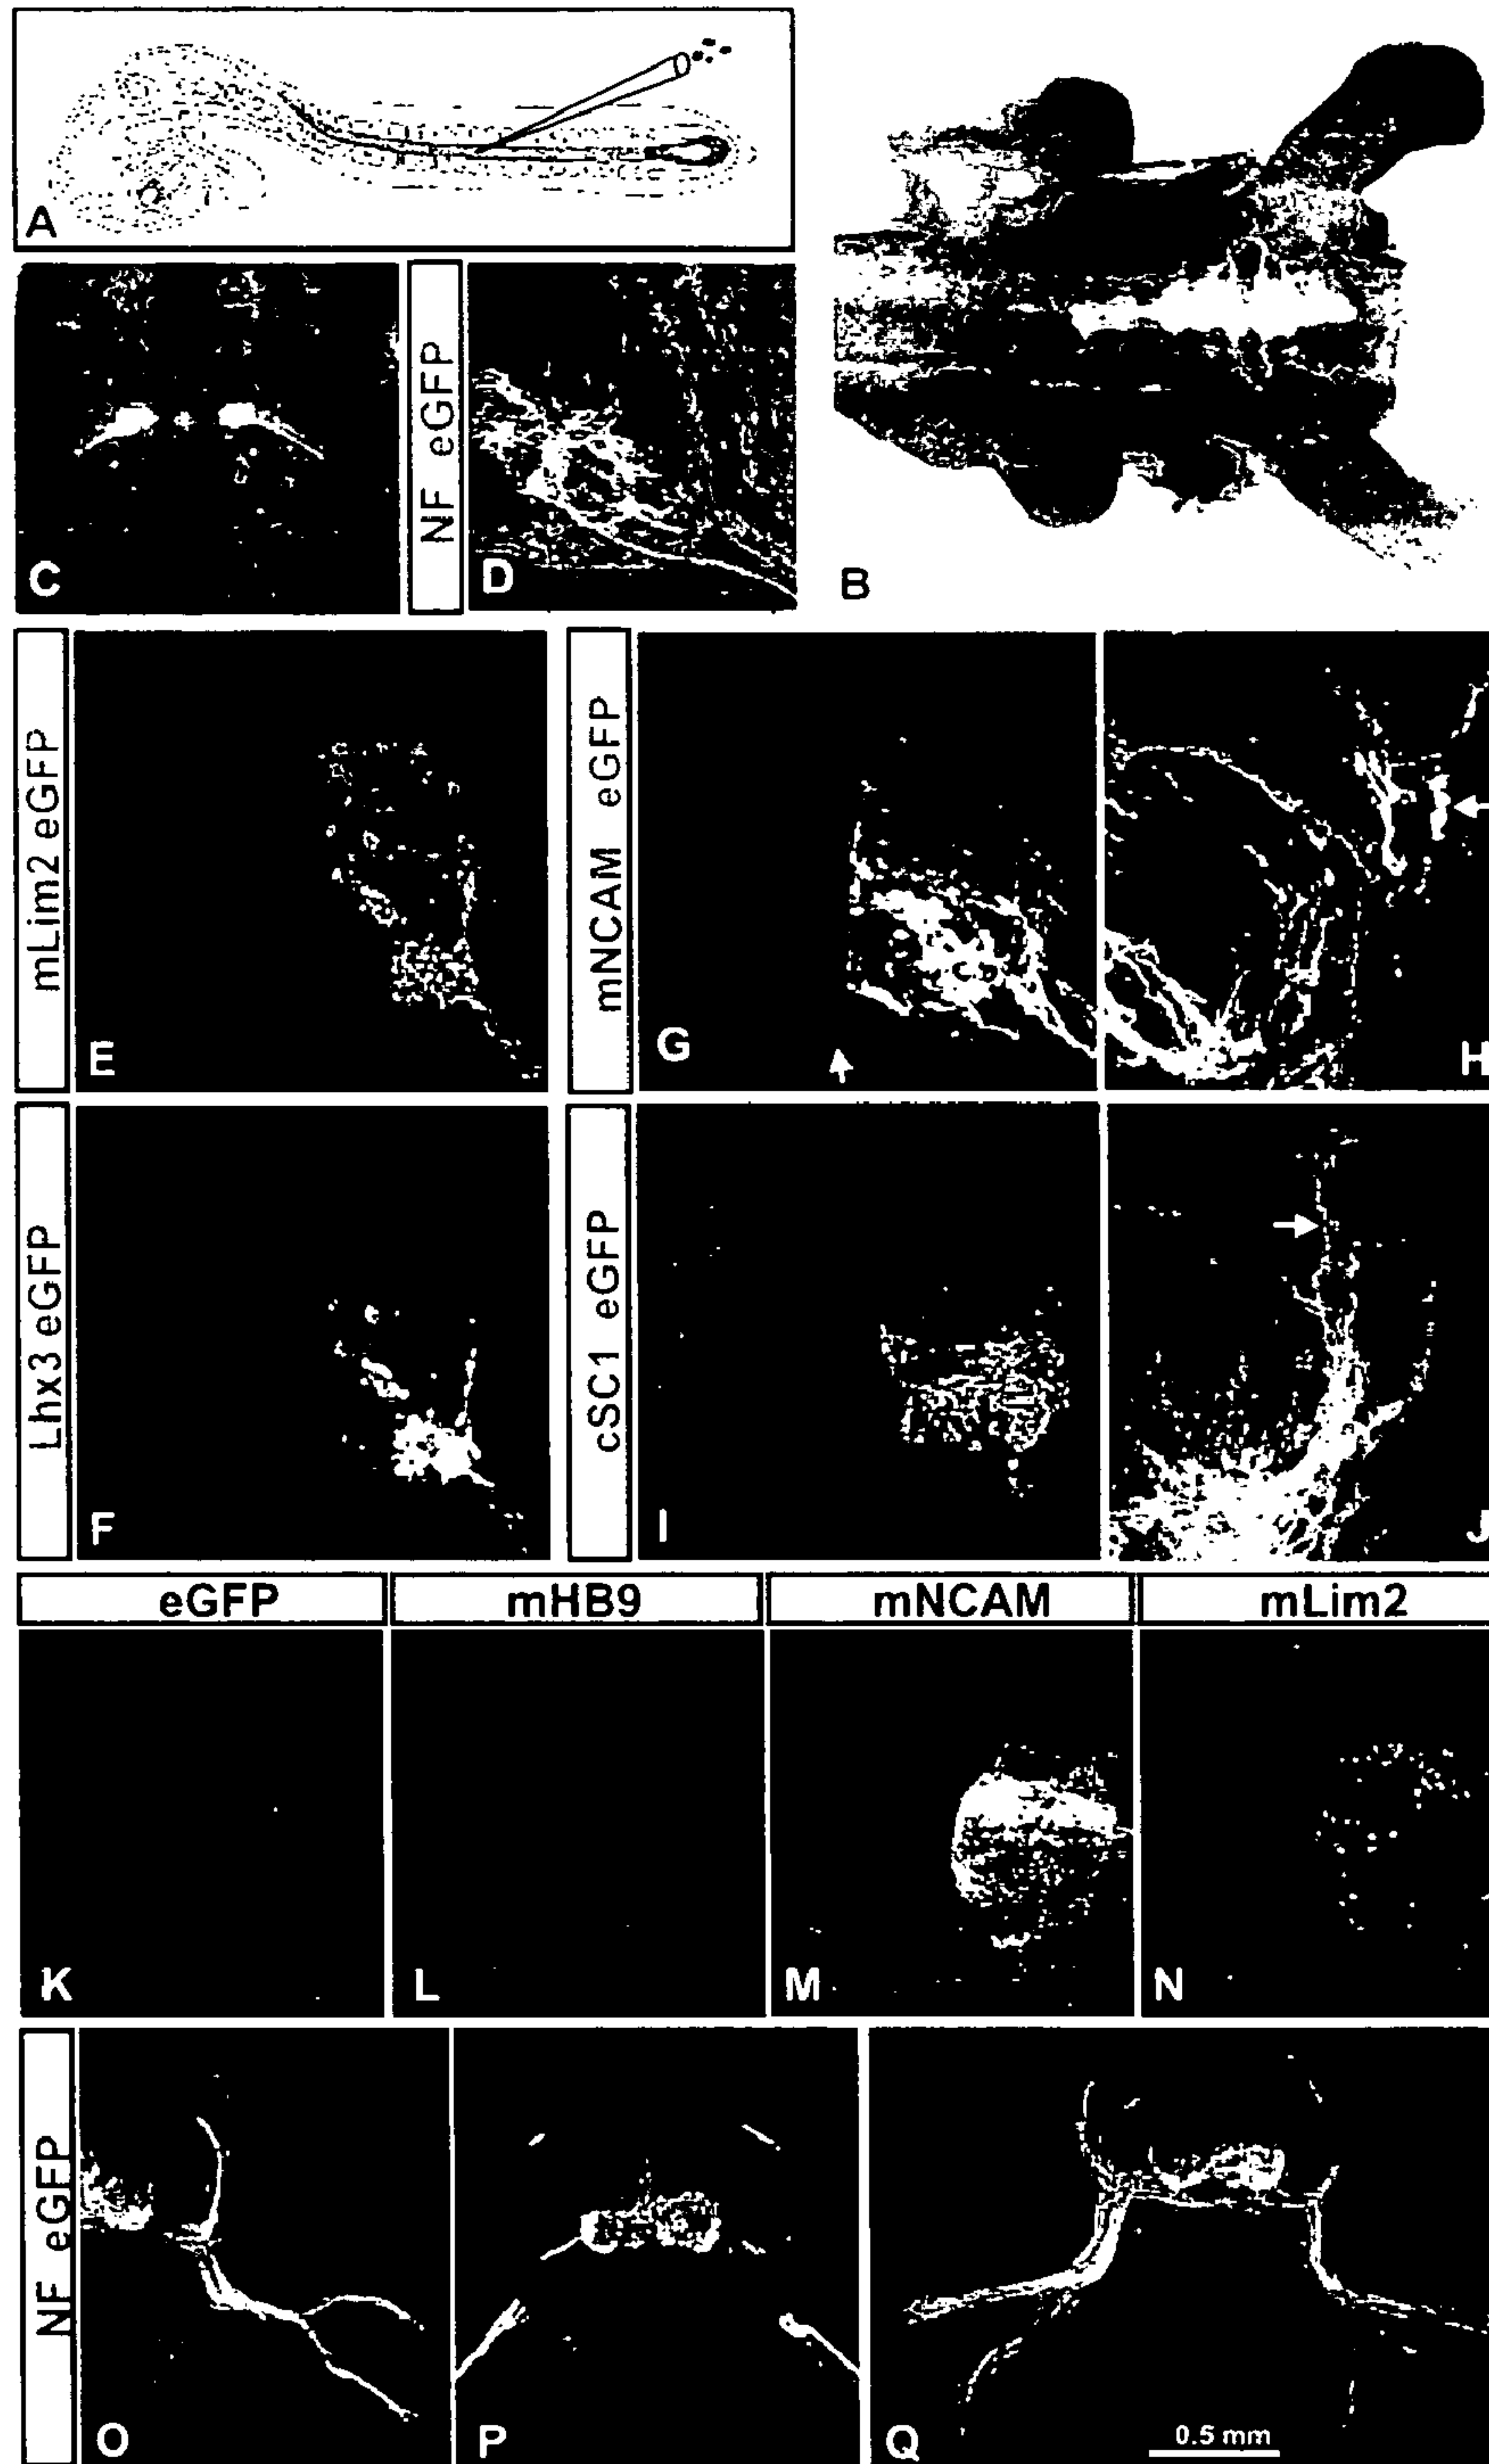 A
B
C
NF eGFP
D
mLim2 eGFP
E
mNCAM eGFP
G
H
Lhx3 eGFP
F
cSC1 eGFP
I
J
eGFP
mHB9
mNCAM
mLim2
K
L
M
N
NF eGFP
O
P
Q
0.5 mm